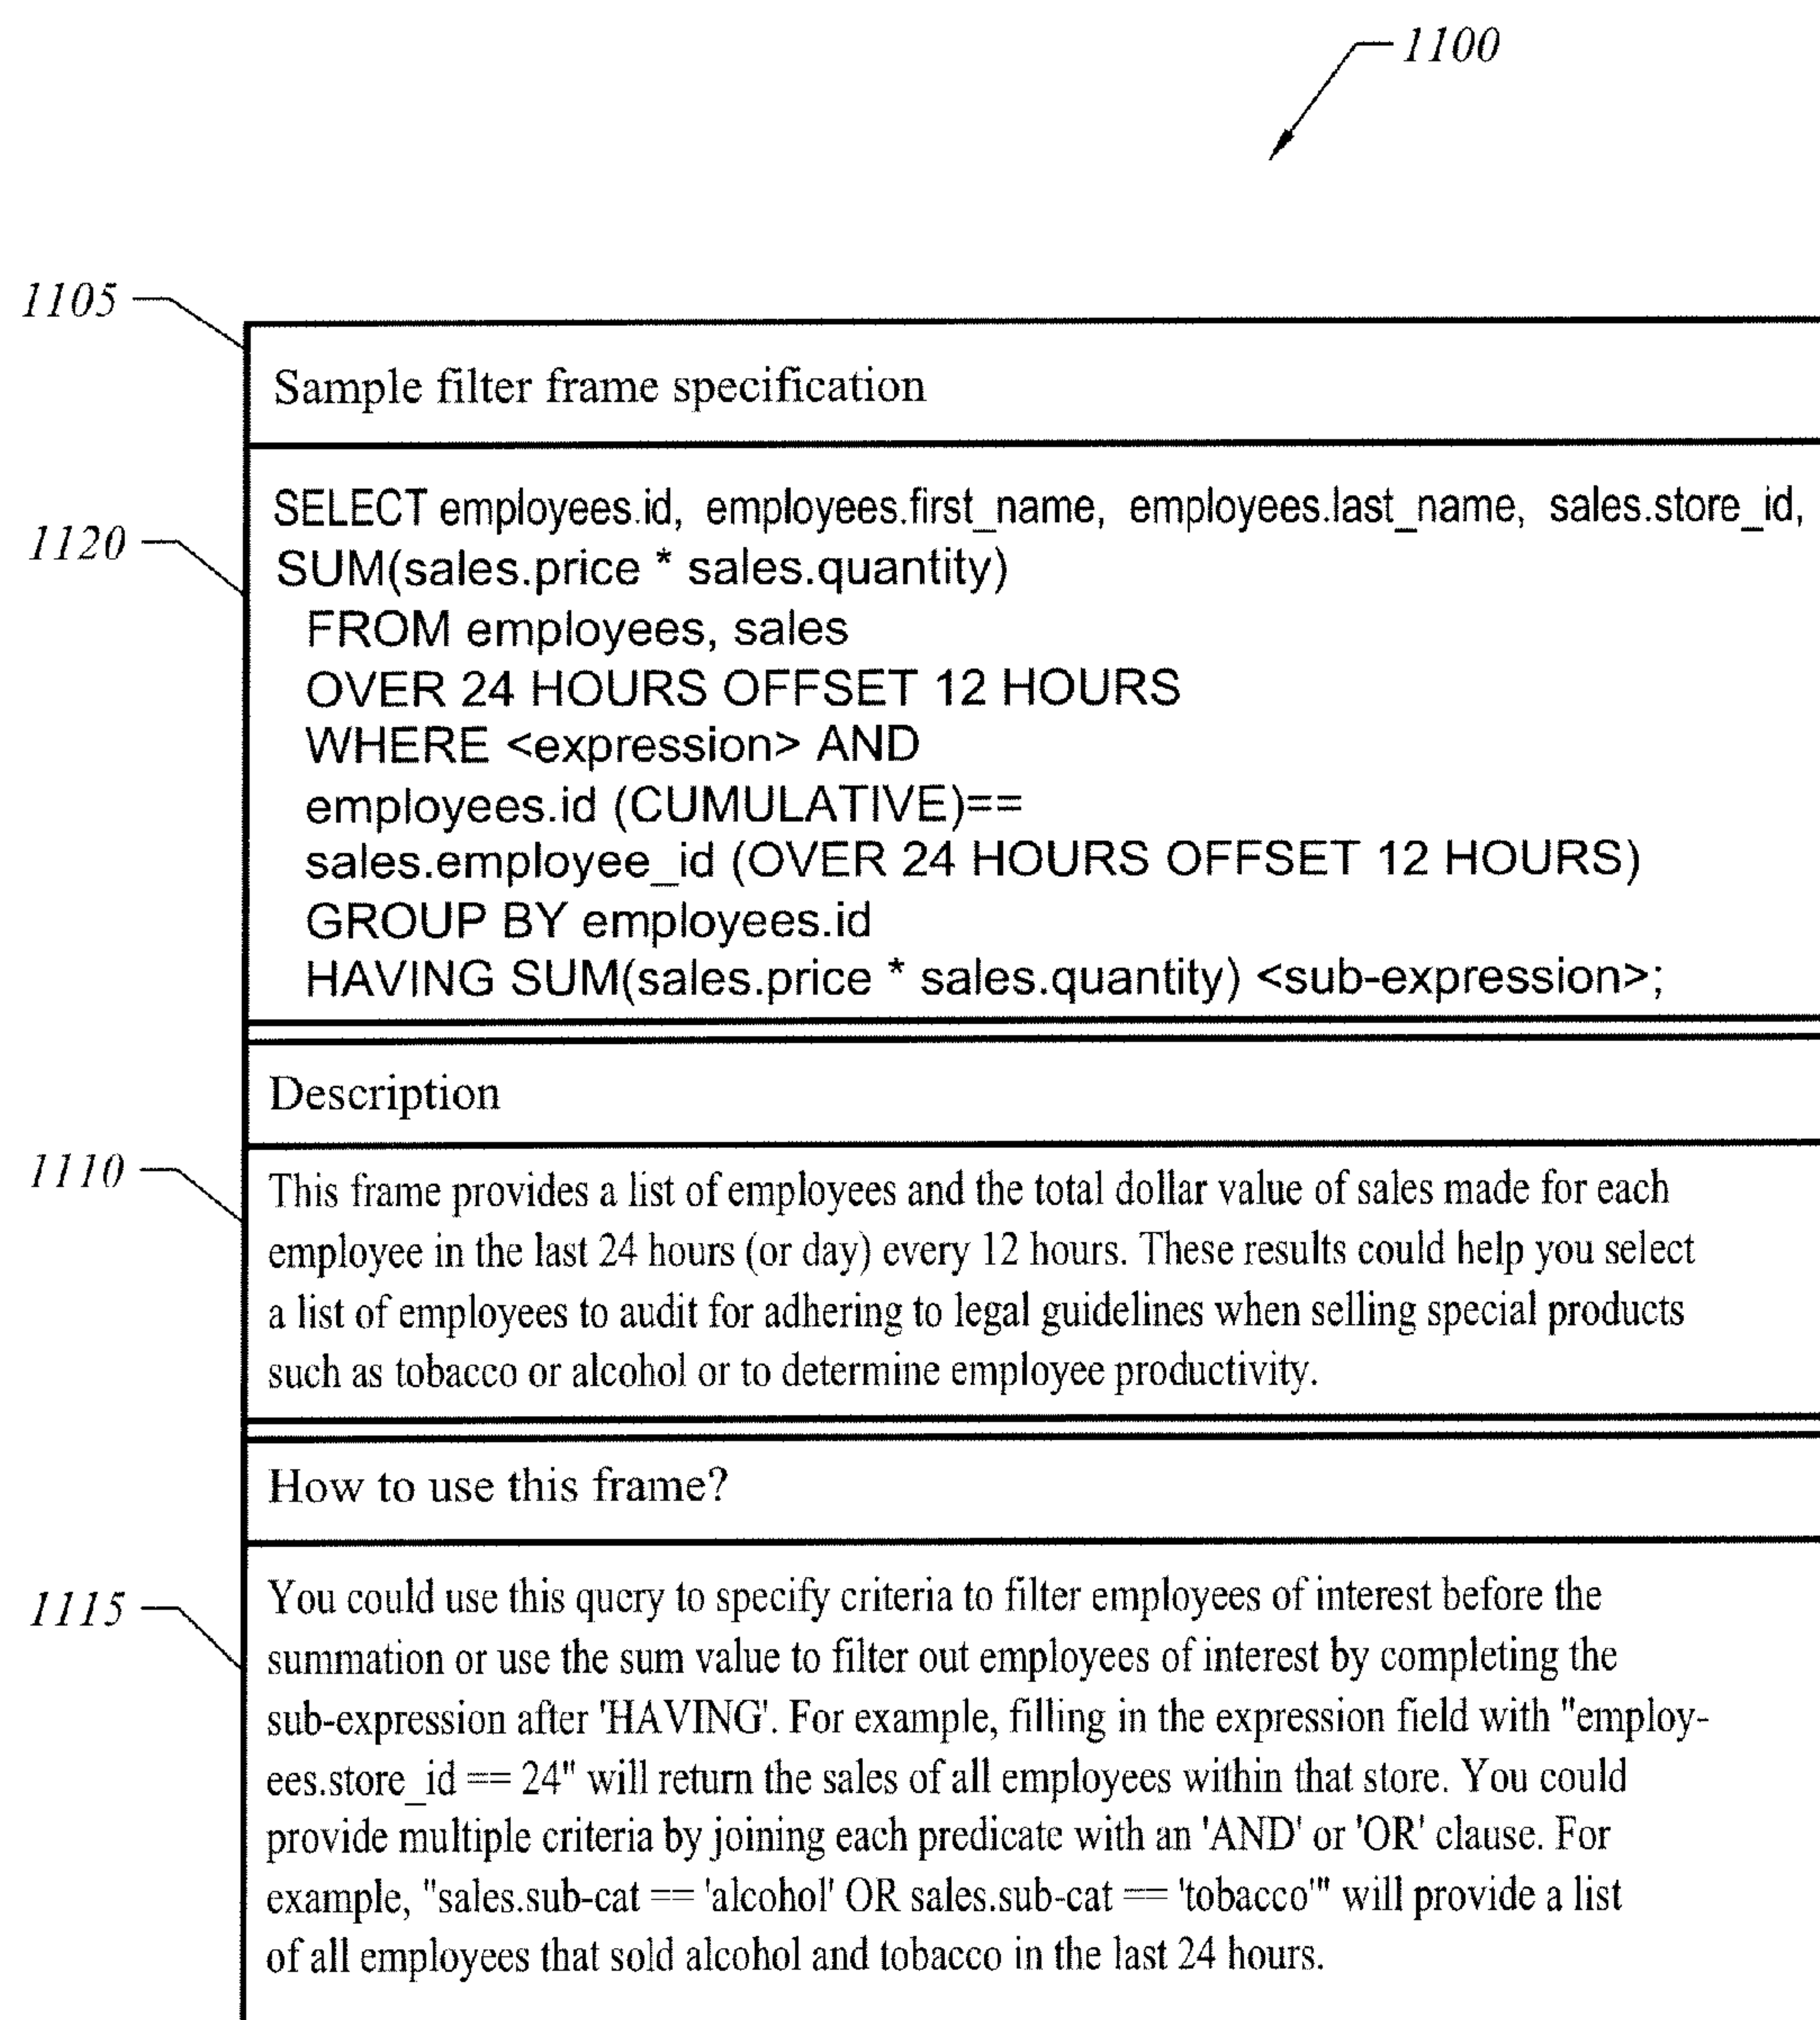 1100
1105
Sample filter frame specification
1120
SELECT employees.id, employees.first_name, employees.last_name, sales.store_id,
SUM(sales.price * sales.quantity)
FROM employees, sales
OVER 24 HOURS OFFSET 12 HOURS
WHERE <expression> AND
employees.id (CUMULATIVE)==
sales.employee_id (OVER 24 HOURS OFFSET 12 HOURS)
GROUP BY employees.id
HAVING SUM(sales.price * sales.quantity) <sub-expression>;
Description
1110
This frame provides a list of employees and the total dollar value of sales made for each
employee in the last 24 hours (or day) every 12 hours. These results could help you select
a list of employees to audit for adhering to legal guidelines when selling special products
such as tobacco or alcohol or to determine employee productivity.
How to use this frame?
1115
You could use this query to specify criteria to filter employees of interest before the
summation or use the sum value to filter out employees of interest by completing the
sub-expression after 'HAVING'. For example, filling in the expression field with "employ-
ees.store_id == 24" will return the sales of all employees within that store. You could
provide multiple criteria by joining each predicate with an 'AND' or 'OR' clause. For
example, "sales.sub-cat == 'alcohol' OR sales.sub-cat == 'tobacco'" will provide a list
of all employees that sold alcohol and tobacco in the last 24 hours.